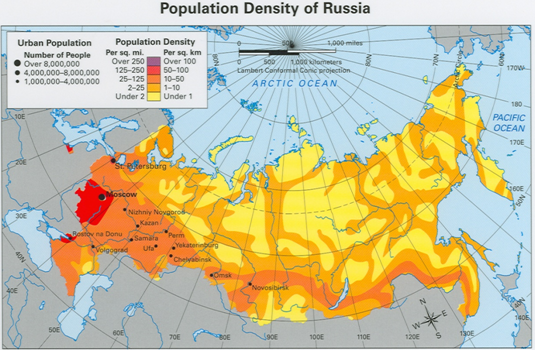 Population Density of Russia
Urban Population
Number of People
Over 8,000,000
4,000,000–8,000,000
1,000,000–4,000,000
Population Density
Per sq. mi. Per sq. km
Over 250 Over 100
125–250 50–100
25–125 10–50
2–25 1–10
Under 2 Under 1
0 500 1,000 miles
0 500 1,000 kilometers
Lambert Conformal Conic projection
ARCTIC OCEAN
PACIFIC
OCEAN
170W
180
170E
160E
10E
20E
30E
40E
40N
St. Petersburg
Moscow
Nizhniy Novgorod
Kazan
Rostov na Donu
Samara
Perm
Volgograd
Ufa
Yekaterinburg
Chelyabinsk
Omsk
Novosibirsk
N
W
E
S
50E
60E
70E
80E
90E
100E
110E
120E
130E